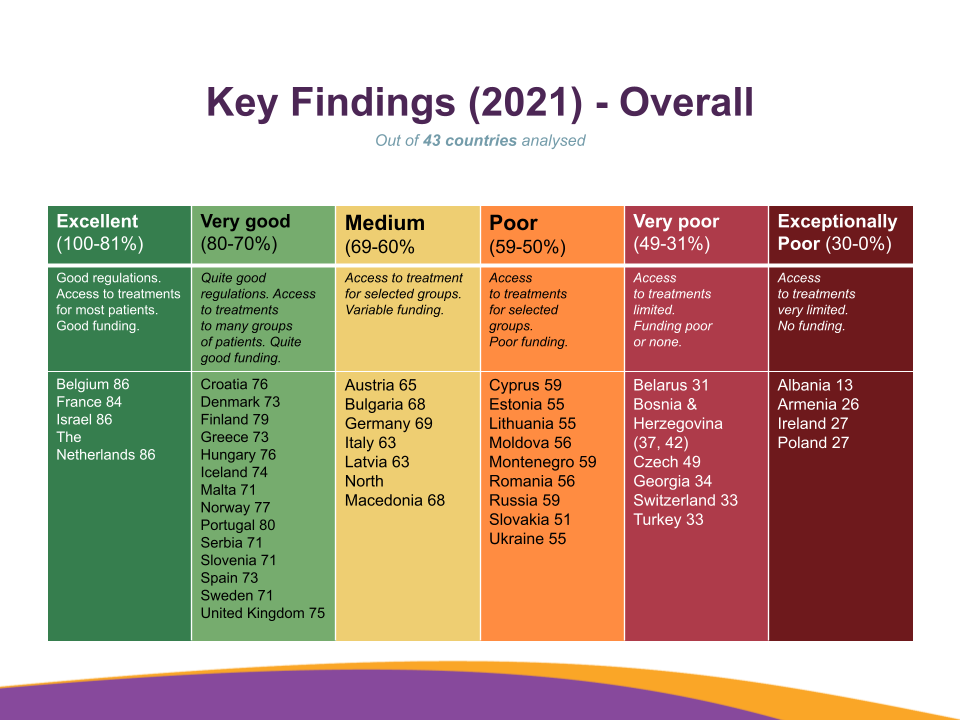 Key Findings (2021) - Overall
Out of 43 countries analysed
Excellent
(100-81%)
Very good
(80-70%)
Medium
(69-60%
Poor
(59-50%)
Very poor
(49-31%)
Exceptionally
Poor (30-0%)
Good regulations.
Access to treatments
for most patients.
Good funding.
Quite good
regulations. Access
to treatments
to many groups
of patients. Quite
good funding.
Access to treatment
for selected groups.
Variable funding.
Access
to treatments
for selected
groups.
Poor funding.
Access
to treatments
limited.
Funding poor
or none.
Access
to treatments
very limited.
No funding.
Belgium 86
France 84
Israel 86
The
Netherlands 86
Croatia 76
Denmark 73
Finland 79
Greece 73
Hungary 76
Iceland 74
Malta 71
Norway 77
Portugal 80
Serbia 71
Slovenia 71
Spain 73
Sweden 71
United Kingdom 75
Austria 65
Bulgaria 68
Germany 69
Italy 63
Latvia 63
North
Macedonia 68
Cyprus 59
Estonia 55
Lithuania 55
Moldova 56
Montenegro 59
Romania 56
Russia 59
Slovakia 51
Ukraine 55
Belarus 31
Bosnia &
Herzegovina
(37, 42)
Czech 49
Georgia 34
Switzerland 33
Turkey 33
Albania 13
Armenia 26
Ireland 27
Poland 27